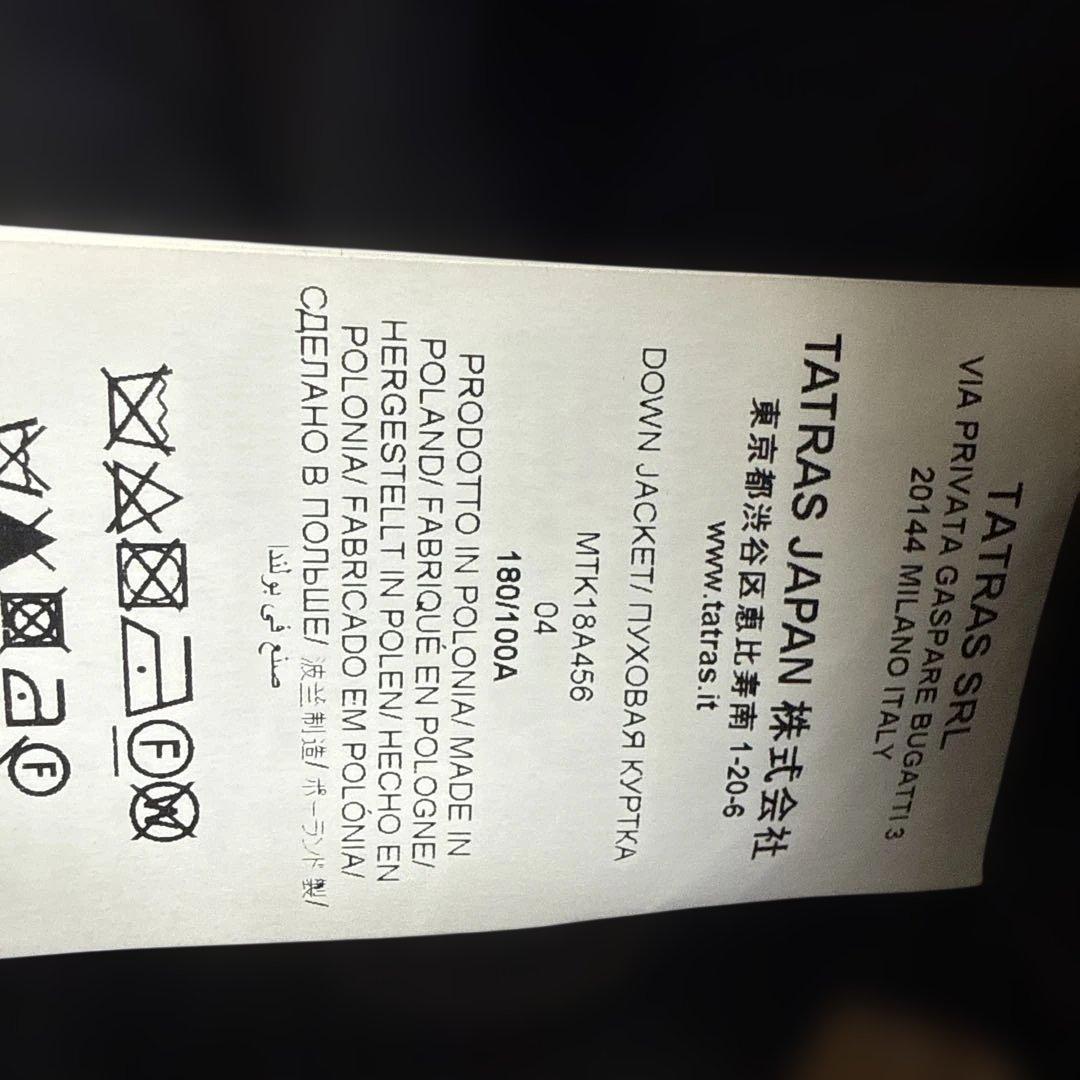 TATRAS SRL
VIA PRIVATA GASPARE BUGATTI 3
20144 MILANO ITALY
TATRAS JAPAN 株式会社
東京都渋谷区恵比寿南 1-20-6
www.tatras.it
DOWN JACKET/ ПУХОВАЯ КУРТКА
MTK18A456
04
180/100A
PRODOTTO IN POLONIA/ MADE IN
POLAND/ FABRIQUÉ EN POLOGNE/
HERGESTELLT IN POLEN/ HECHO EN
POLONIA/ FABRICADO EM POLÓNIA/
СДЕЛАНО В ПОЛЬШЕ/ 波兰制造/ ポーランド製/
صنع في بولندا
F W
F